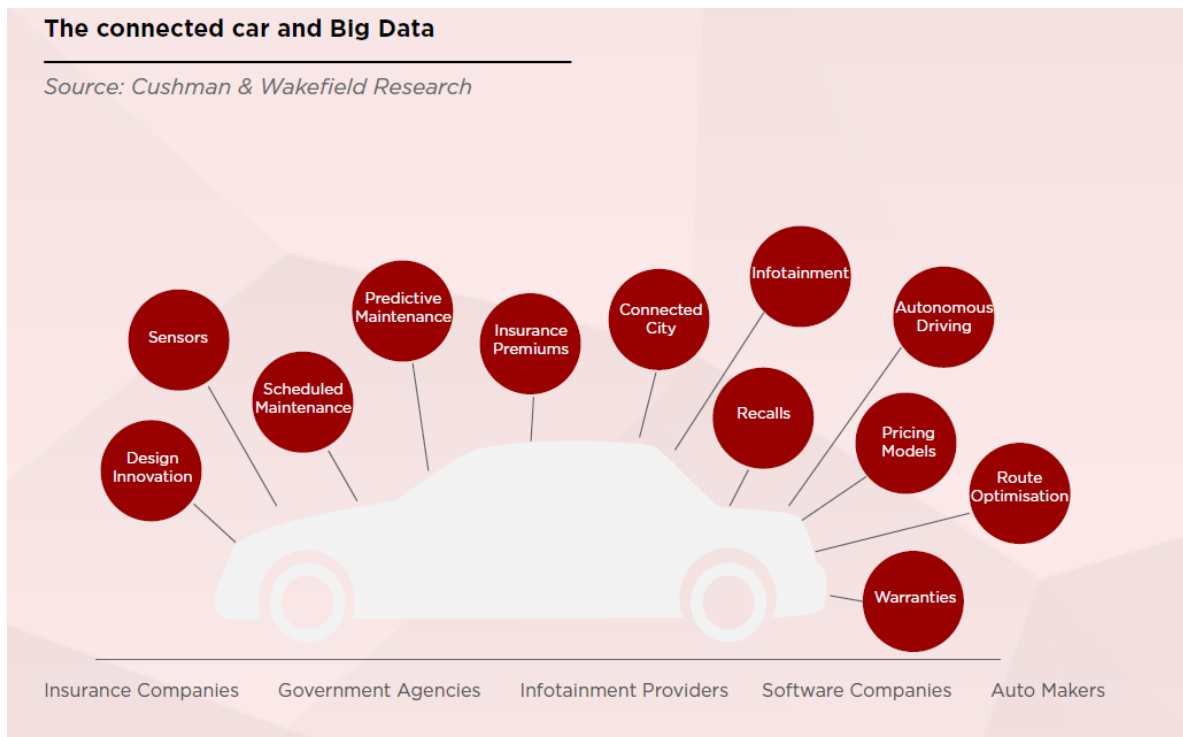 The connected car and Big Data
Source: Cushman & Wakefield Research
Sensors
Predictive
Maintenance
Insurance
Premiums
Connected
City
Infotainment
Autonomous
Driving
Design
Innovation
Scheduled
Maintenance
Recalls
Pricing
Models
Route
Optimisation
Warranties
Insurance Companies Government Agencies Infotainment Providers Software Companies Auto Makers